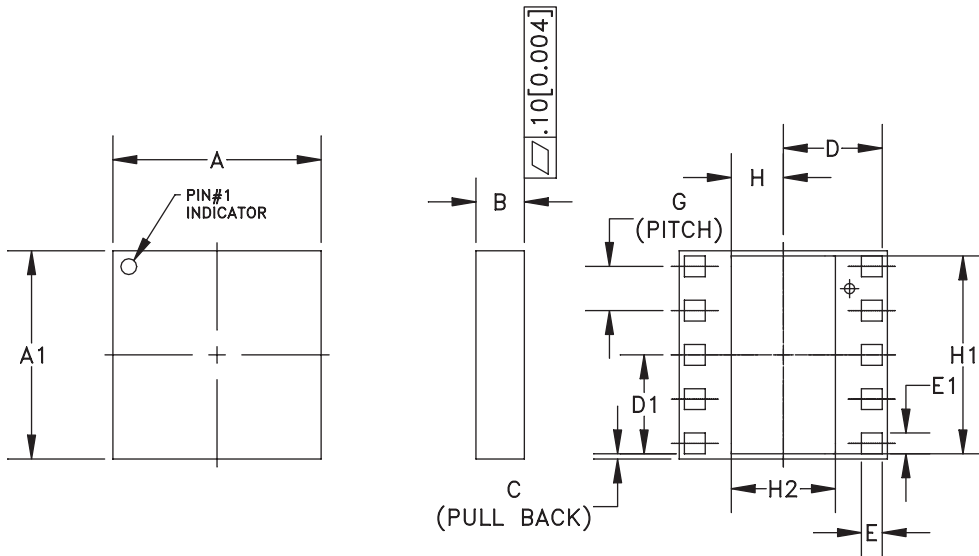 .10[0.004]
A
PIN#1
INDICATOR
A1
B
D
H
G
(PITCH)
H1
E1
D1
C
(PULL BACK)
H2
E